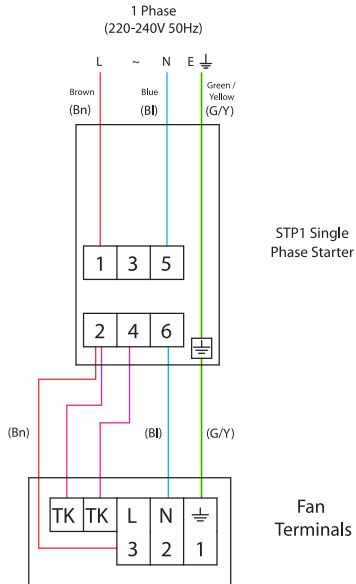 1 Phase
(220-240V 50Hz)
L ~ N E
Brown
(Bn)
Blue
(Bl)
Green /
Yellow
(G/Y)
STP1 Single
Phase Starter
1 3 5
2 4 6
(Bn) (Bl) (G/Y)
TK TK L N
3 2 1
Fan
Terminals